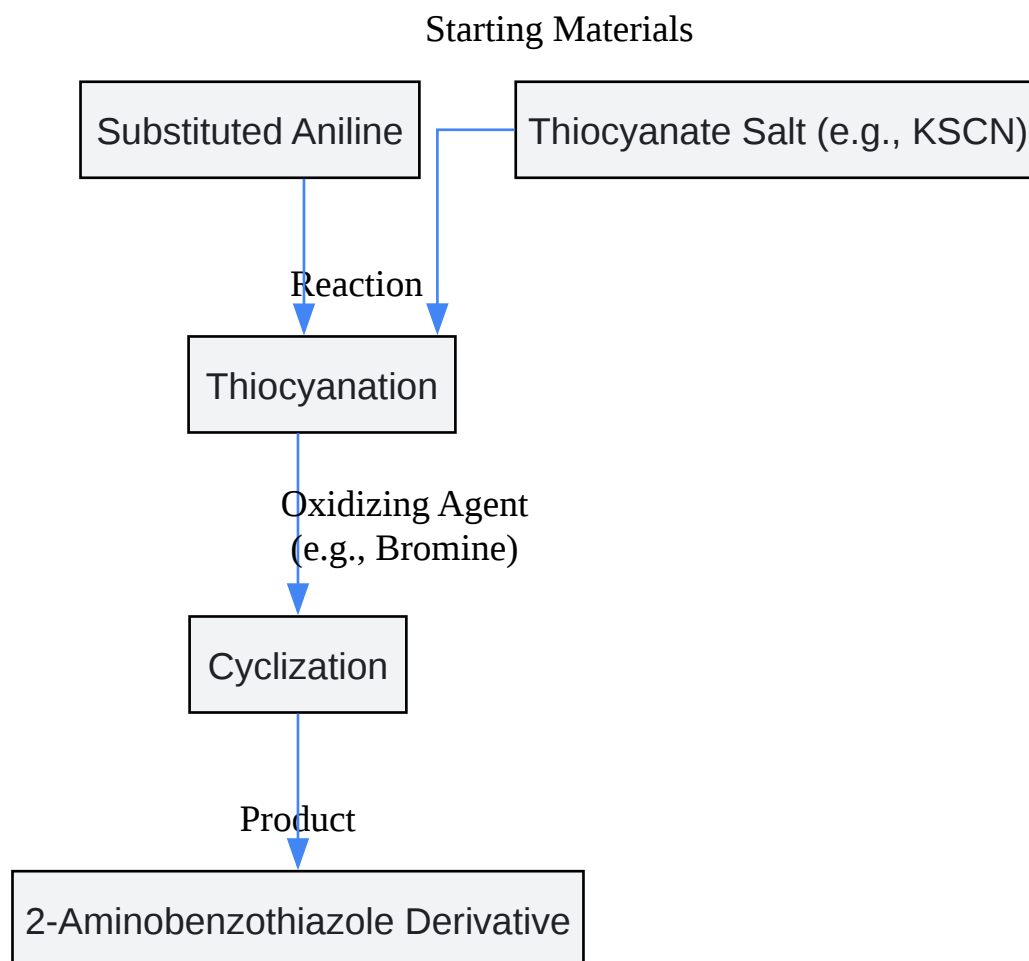 Starting Materials
Substituted Aniline
Thiocyanate Salt (e.g., KSCN)
Reaction
Thiocyanation
Oxidizing Agent
(e.g., Bromine)
Cyclization
Product
2-Aminobenzothiazole Derivative